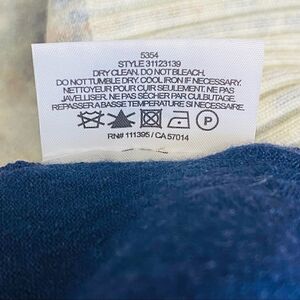 5354
STYLE 31123139
DRY CLEAN. DO NOT BLEACH.
DO NOT TUMBLE DRY. COOL IRON IF NECESSARY.
NETTOYEUR POUR CUIR SEULEMENT. NE PAS
JAVELLISER. NE PAS SÉCHER PAR CULBUTAGE.
REPASSER A BASSE TEMPÉRATURE SI NÉCESSAIRE.
P
RN# 111395 / CA 57014